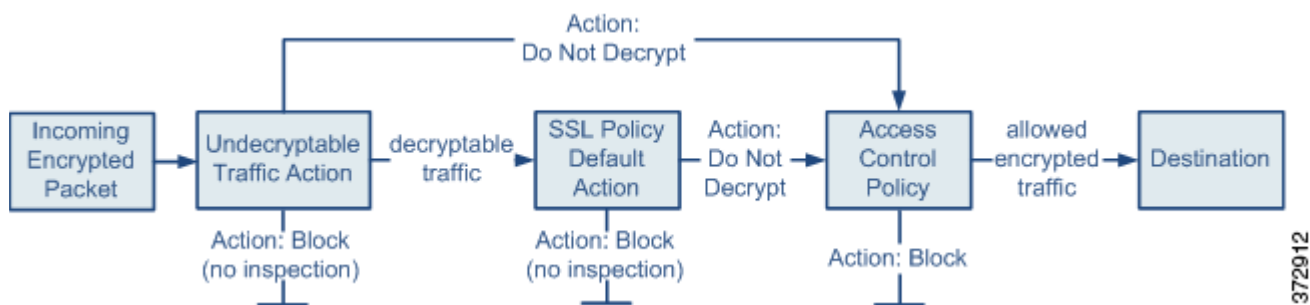 Action:
Do Not Decrypt
Incoming
Encrypted
Packet
Undecryptable
Traffic Action
decryptable
traffic
SSL Policy
Default
Action
Action:
Do Not
Decrypt
Access
Control
Policy
allowed
encrypted
traffic
Destination
Action: Block
(no inspection)
Action: Block
(no inspection)
Action: Block
372912